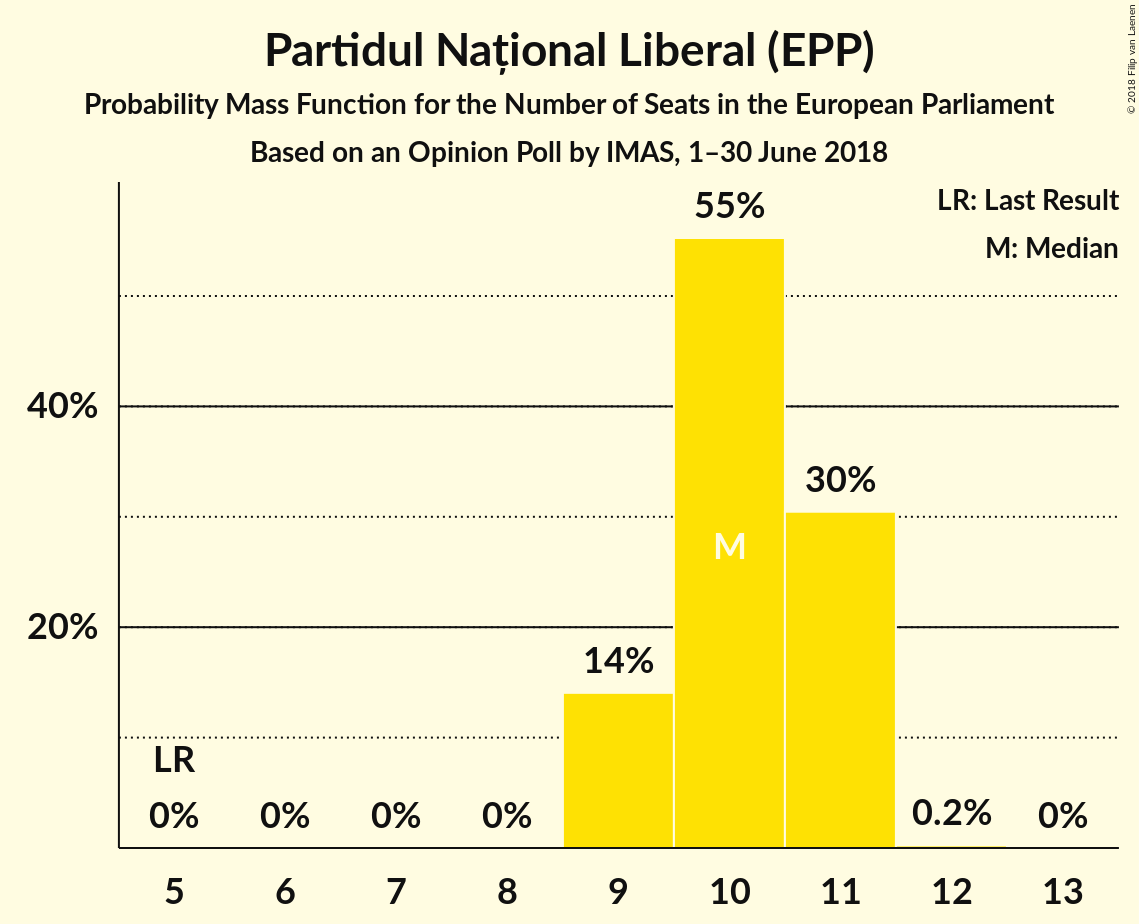 Partidul Național Liberal (EPP)
Probability Mass Function for the Number of Seats in the European Parliament
Based on an Opinion Poll by IMAS, 1–30 June 2018
© 2018 Filip van Laenen
LR: Last Result
M: Median
55%
40%
30%
M
20%
14%
LR
0% 0% 0% 0% 0.2% 0%
5 6 7 8 9 10 11 12 13